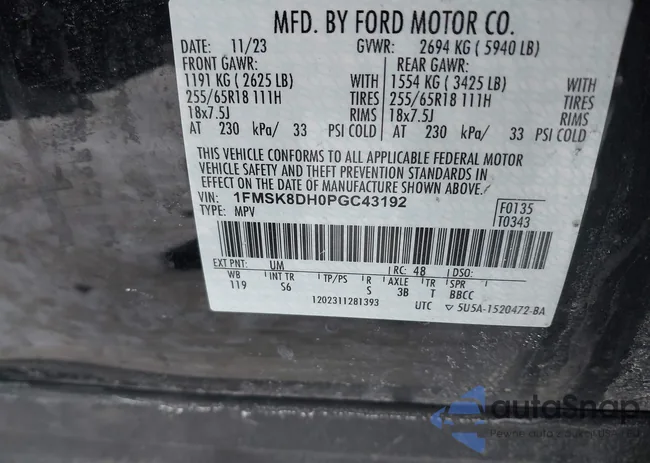 MFD. BY FORD MOTOR CO.
DATE: 11/23 GVWR: 2694 KG ( 5940 LB)
FRONT GAWR: REAR GAWR:
1191 KG ( 2625 LB) WITH 1554 KG ( 3425 LB) WITH
255/65R18 111H TIRES 255/65R18 111H TIRES
18x7.5J RIMS 18x7.5J RIMS
AT 230 kPa/ 33 PSI COLD AT 230 kPa/ 33 PSI COLD
THIS VEHICLE CONFORMS TO ALL APPLICABLE FEDERAL MOTOR
VEHICLE SAFETY AND THEFT PREVENTION STANDARDS IN
EFFECT ON THE DATE OF MANUFACTURE SHOWN ABOVE.
VIN: 1FMSK8DH0PGC43192 F0135
TYPE: MPV T0343
EXT PNT: UM RC: 48 DSO:
WB INT TR TP/PS R AXLE TR SPR
119 S6 S 3B T BBCC
1202311281393 UTC ▽ 5U5A-1520472-BA
autoSnap